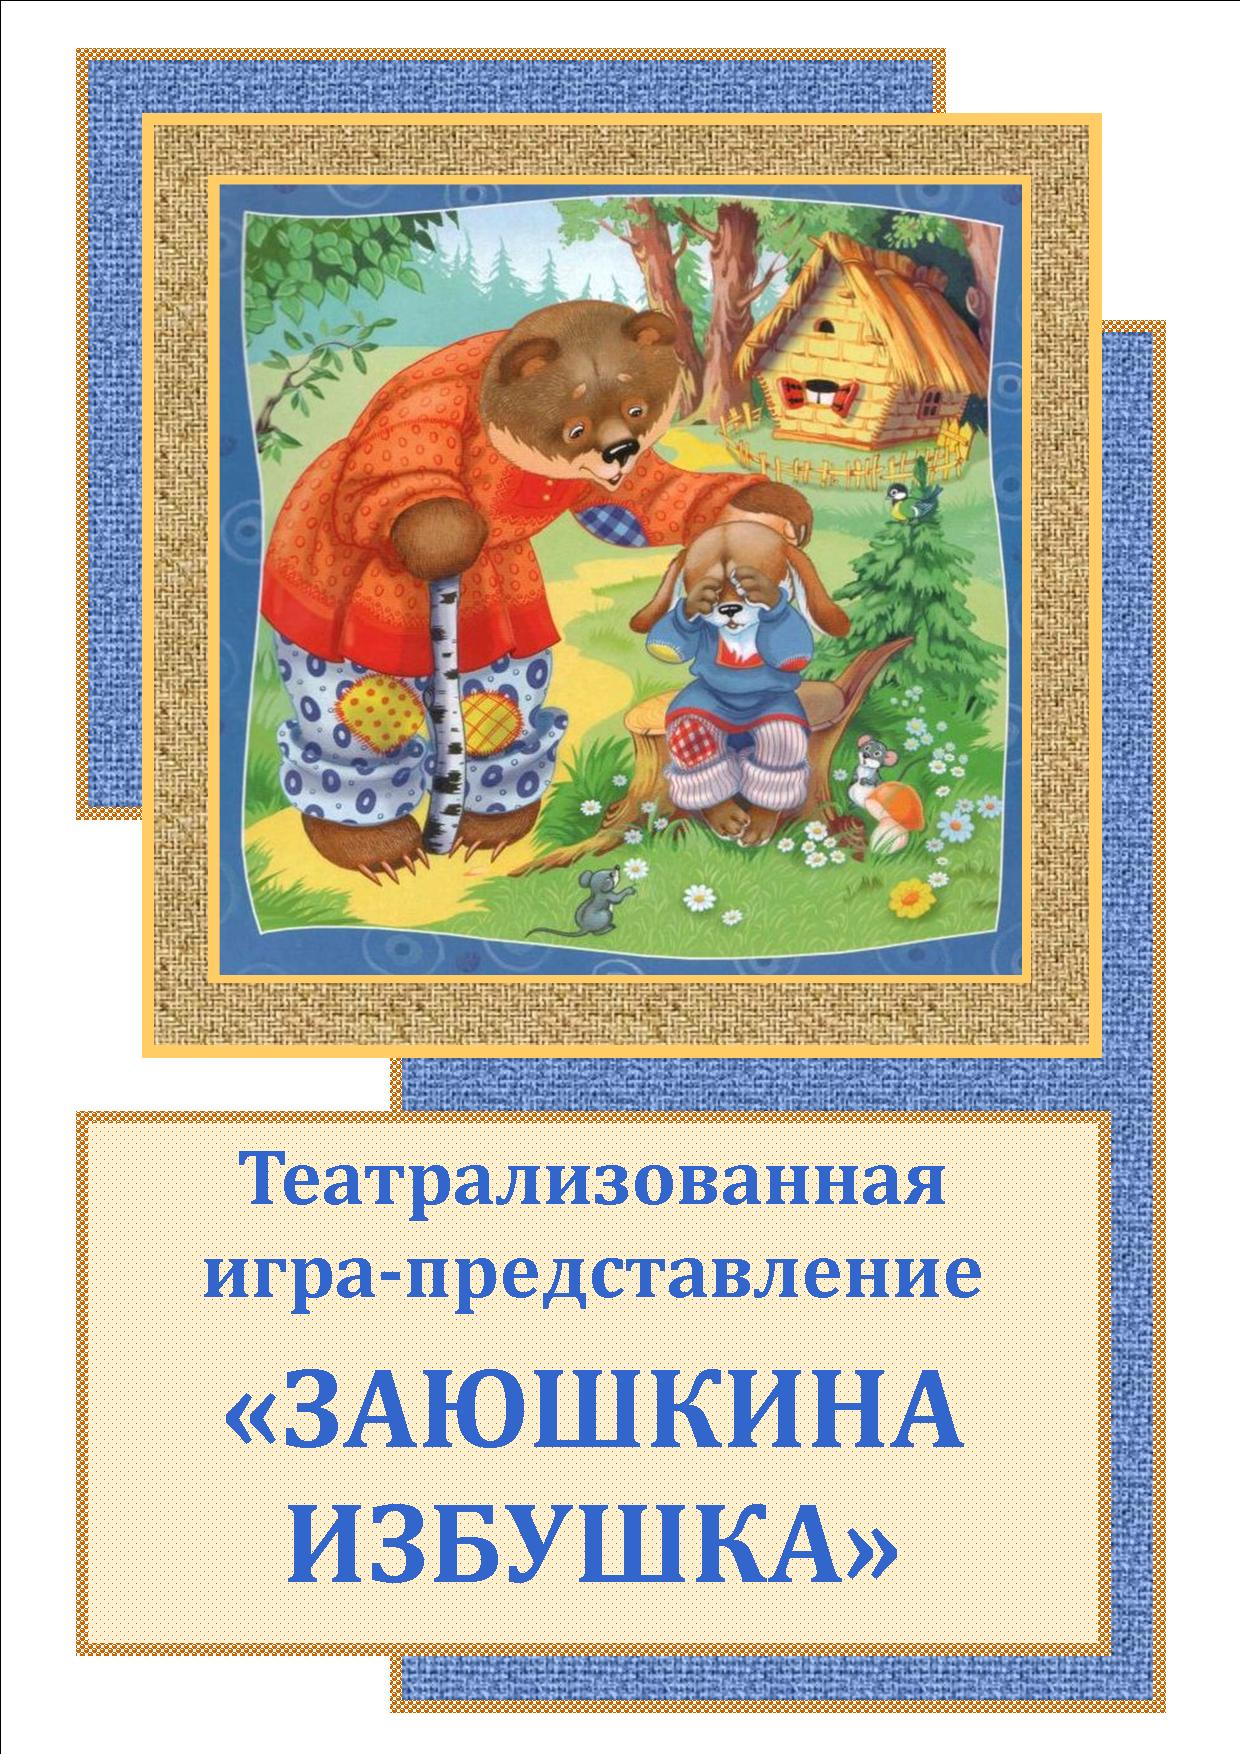 Театрализованная
игра-представление
«ЗАЮШКИНА
ИЗБУШКА»